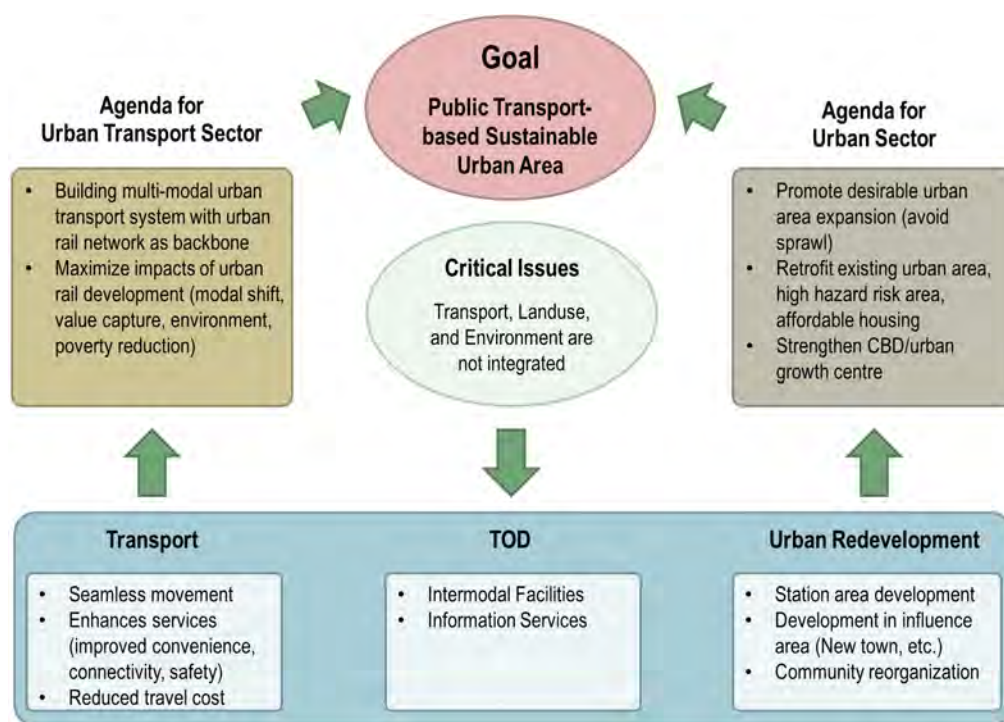 Goal
Public Transport-
based Sustainable
Urban Area
Agenda for
Urban Transport Sector
• Building multi-modal urban
transport system with urban
rail network as backbone
• Maximize impacts of urban
rail development (modal shift,
value capture, environment,
poverty reduction)
Critical Issues
Transport, Landuse,
and Environment are
not integrated
Agenda for
Urban Sector
• Promote desirable urban
area expansion (avoid
sprawl)
• Retrofit existing urban area,
high hazard risk area,
affordable housing
• Strengthen CBD/urban
growth centre
Transport
• Seamless movement
• Enhances services
(improved convenience,
connectivity, safety)
• Reduced travel cost
TOD
• Intermodal Facilities
• Information Services
Urban Redevelopment
• Station area development
• Development in influence
area (New town, etc.)
• Community reorganization